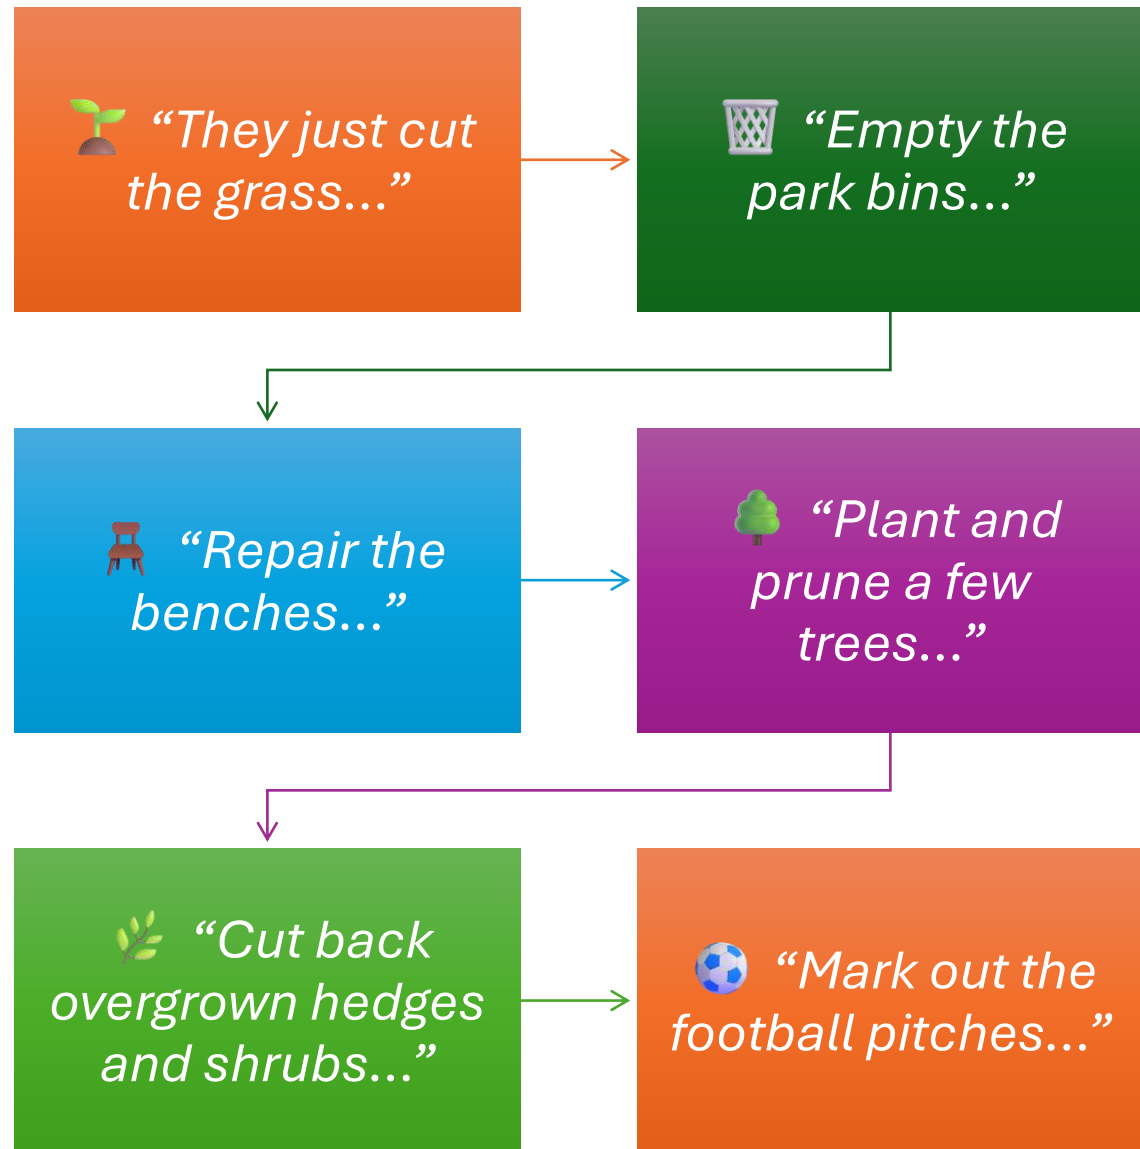 “They just cut
the grass...”
“Empty the
park bins...”
“Repair the
benches...”
“Plant and
prune a few
trees...”
“Cut back
overgrown hedges
and shrubs...”
“Mark out the
football pitches...”